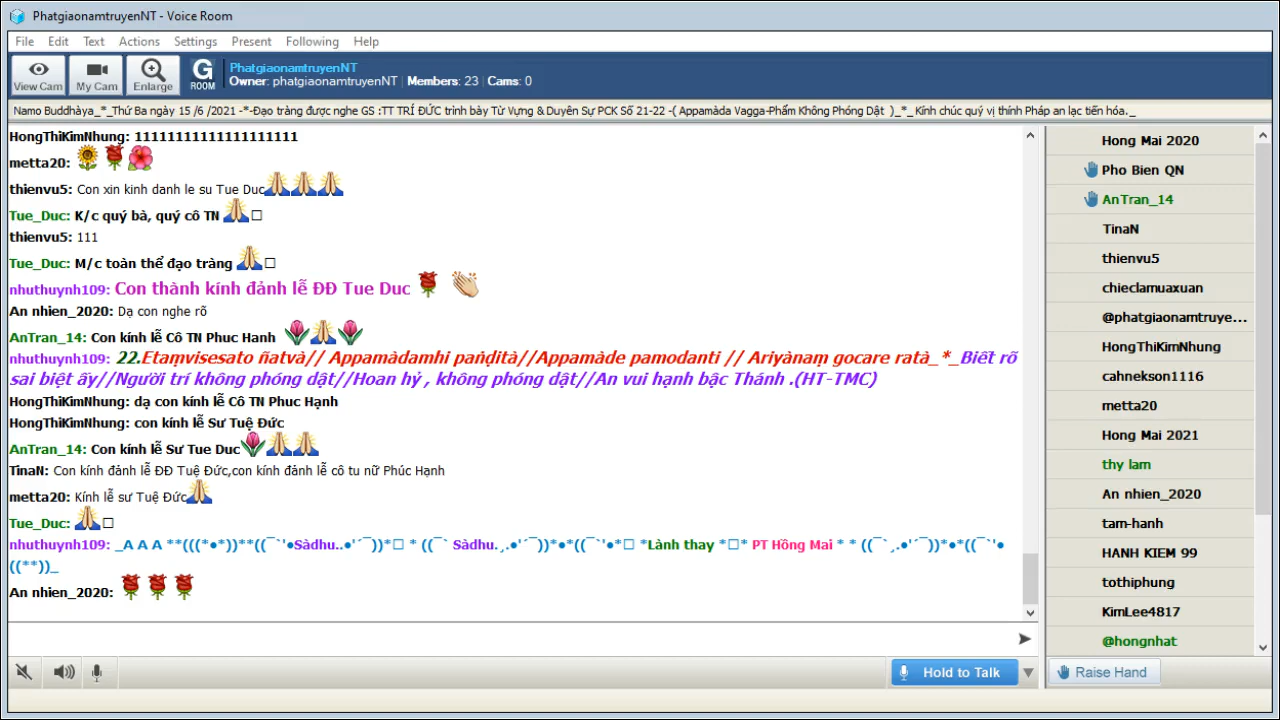 PhatgiaonamtruyenNT - Voice Room
File Edit Text Actions Settings Present Following Help
View Cam My Cam Enlarge G ROOM
PhatgiaonamtruyenNT
Owner: phatgiaonamtruyenNT Members: 23 Cams: 0
Namo Buddhàya_*_Thứ Ba ngày 15 /6 /2021 -*-Đạo tràng được nghe GS :TT TRÍ ĐỨC trình bày Từ Vựng & Duyên Sự PCK Số 21-22 -( Appamàda Vagga-Phẩm Không Phóng Dật )_*_ Kính chúc quý vị thính Pháp an lạc tiến hóa._
HongThiKimNhung: 11111111111111111111
metta20:
thienvu5: Con xin kinh danh le su Tue Duc
Tue_Duc: K/c quý bà, quý cô TN
thienvu5: 111
Tue_Duc: M/c toàn thể đạo tràng
nhuthuynh109: Con thành kính đảnh lễ ĐĐ Tue Duc
An nhien_2020: Dạ con nghe rõ
AnTran_14: Con kính lễ Cô TN Phuc Hanh
nhuthuynh109: 22.Etaṃvisesato ñatvà// Appamàdamhi paṇḍità//Appamàde pamodanti // Ariyànaṃ gocare ratà_*_Biết rõ
sai biệt ấy//Người trí không phóng dật//Hoan hỷ , không phóng dật//An vui hạnh bậc Thánh .(HT-TMC)
HongThiKimNhung: dạ con kính lễ Cô TN Phuc Hạnh
HongThiKimNhung: con kính lễ Sư Tuệ Đức
AnTran_14: Con kính lễ Sư Tue Duc
TinaN: Con kính đảnh lễ ĐĐ Tuệ Đức,con kính đảnh lễ cô tu nữ Phúc Hạnh
metta20: Kính lễ sư Tuệ Đức
Tue_Duc:
nhuthuynh109: _A A A **(((*•*))**((¯`'•Sàdhu..•'´¯))*□ * ((¯` Sàdhu.¸.•'´¯))*•*((¯`'•*□ *Lành thay *□* PT Hồng Mai * * ((¯`¸.•'´¯))*•*((¯`'•
((**))_
An nhien_2020:
Hong Mai 2020
Pho Bien QN
AnTran_14
TinaN
thienvu5
chieclamuaxuan
@phatgiaonamtruye...
HongThiKimNhung
cahnekson1116
metta20
Hong Mai 2021
thy lam
An nhien_2020
tam-hanh
HANH KIEM 99
tothiphung
KimLee4817
@hongnhat
Hold to Talk
Raise Hand